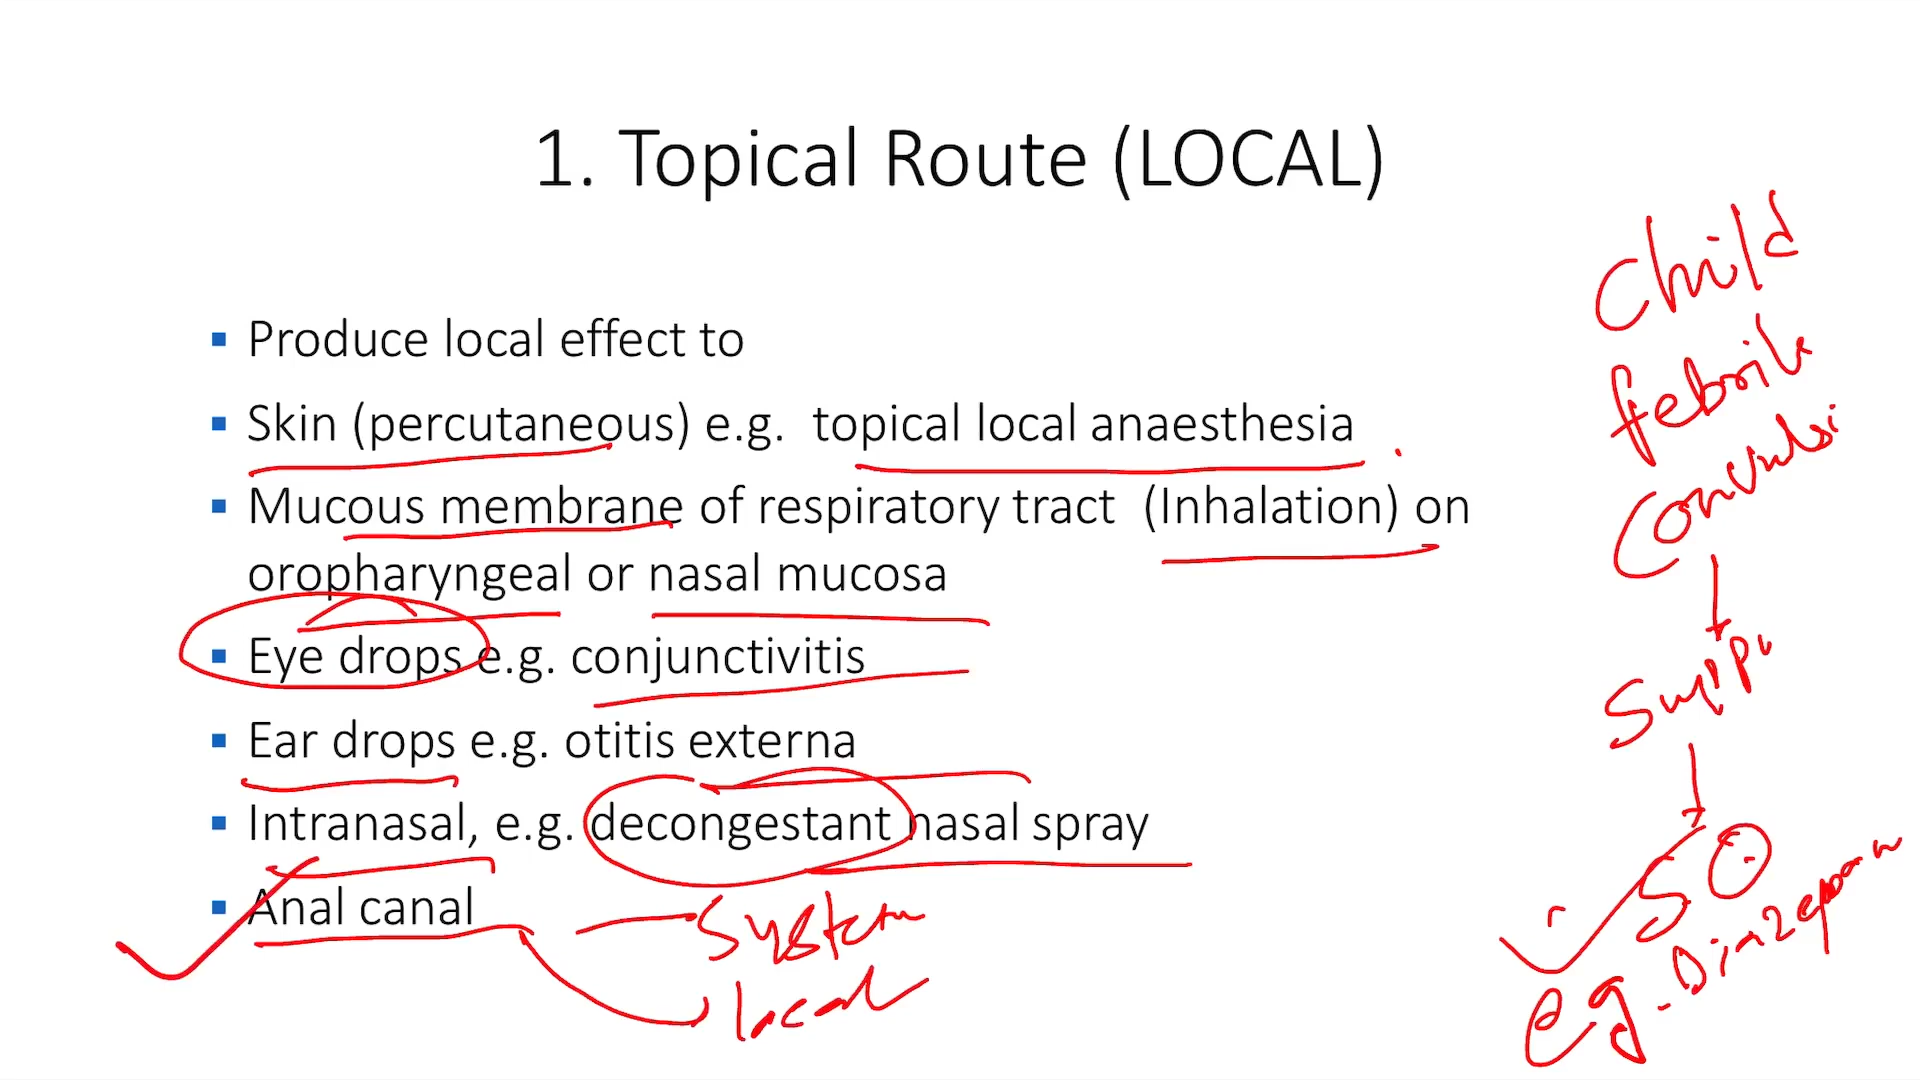 1. Topical Route (LOCAL)
▪ Produce local effect to
▪ Skin (percutaneous) e.g. topical local anaesthesia
▪ Mucous membrane of respiratory tract (Inhalation) on
oropharyngeal or nasal mucosa
▪ Eye drops e.g. conjunctivitis
▪ Ear drops e.g. otitis externa
▪ Intranasal, e.g. decongestant nasal spray
▪ Anal canal
System
local
Child
febrile
Convulsi
e.g. Diazepam